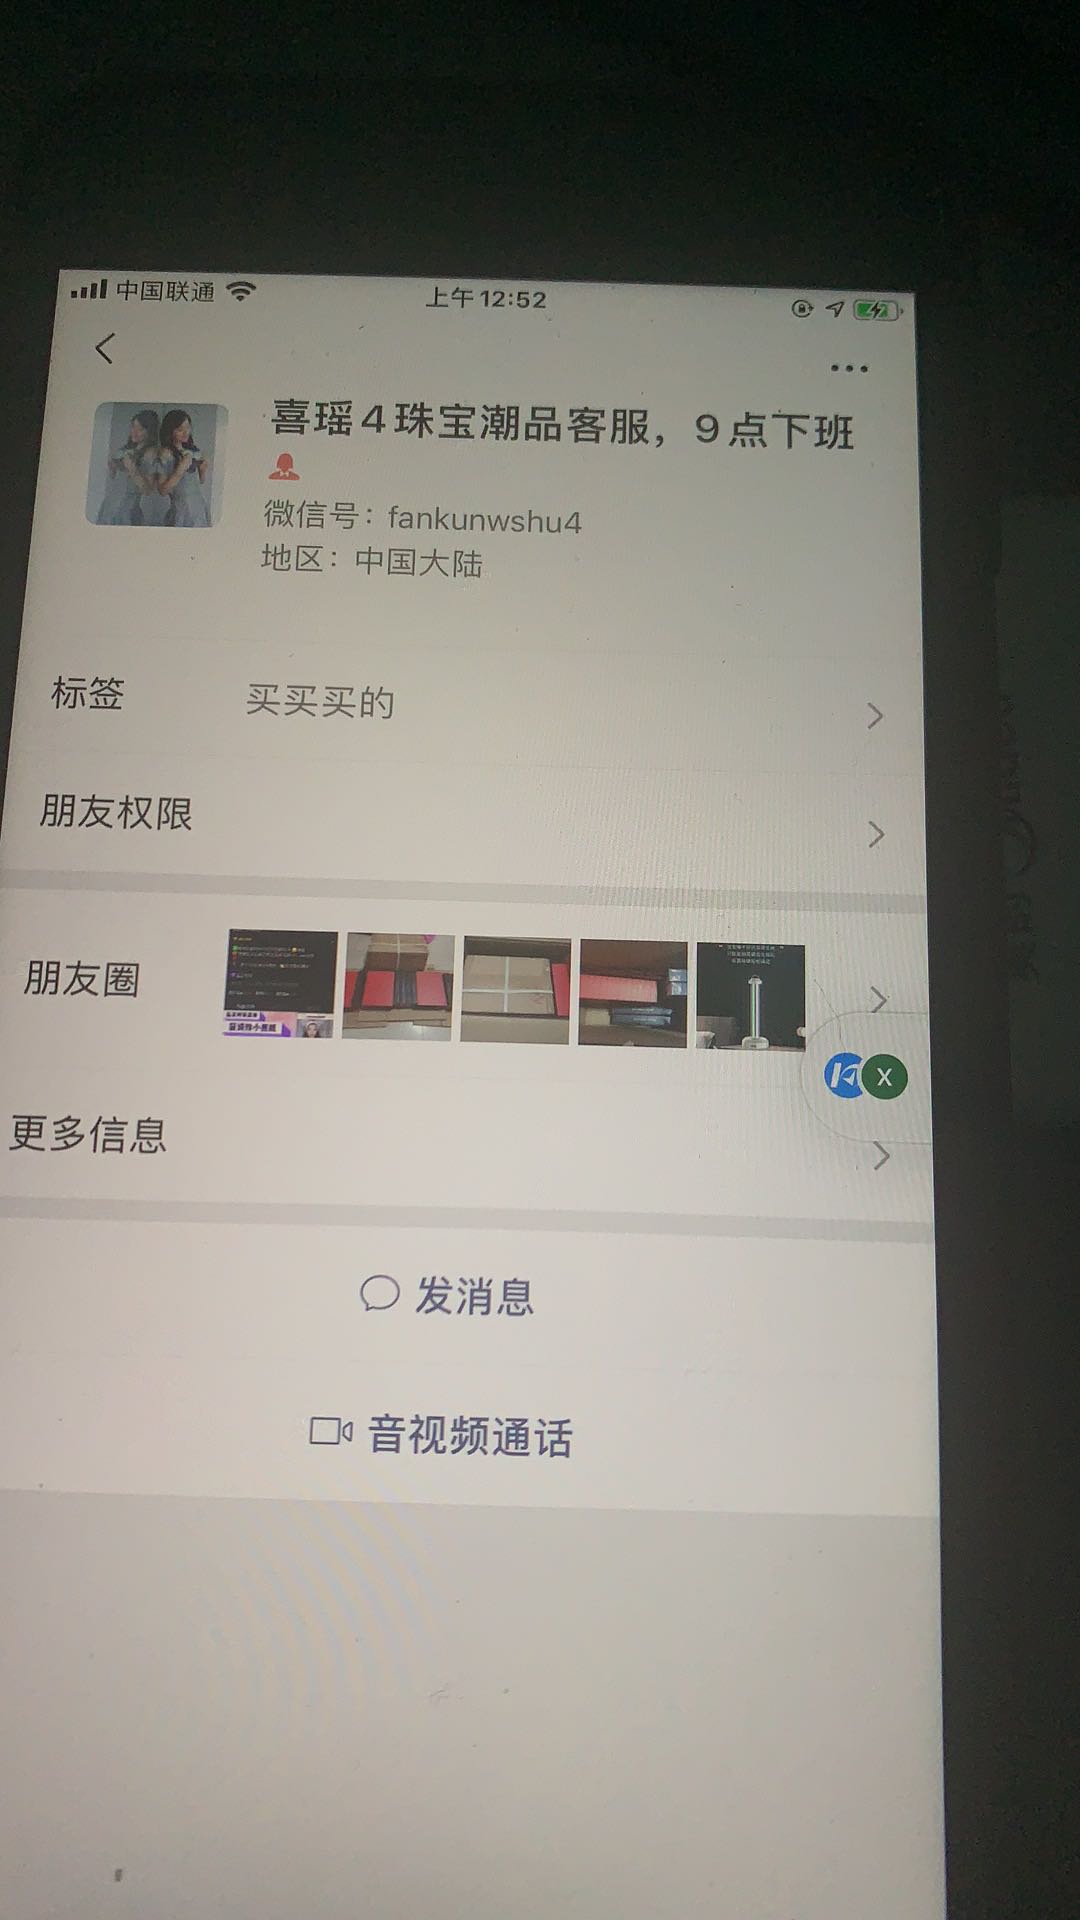 中国联通
上午12:52
喜瑶4珠宝潮品客服，9点下班
微信号：fankunwshu4
地区：中国大陆
标签 买买买的
朋友权限
朋友圈
X
更多信息
发消息
音视频通话